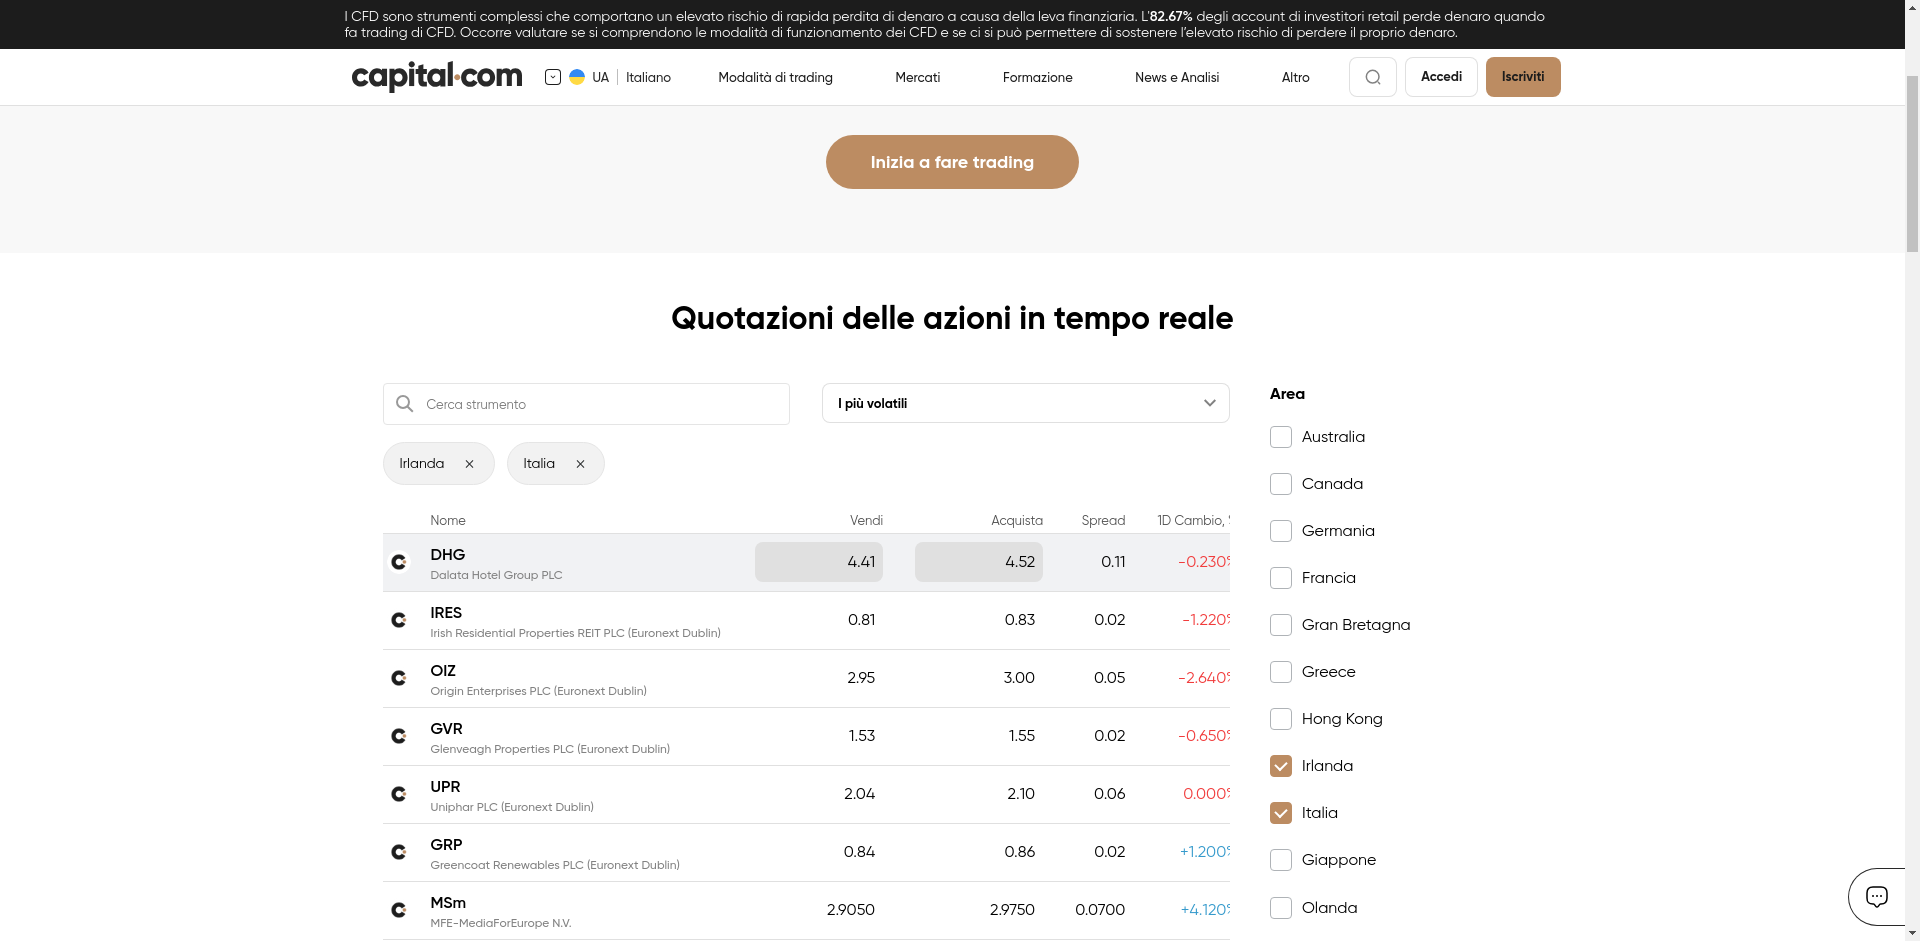 I CFD sono strumenti complessi che comportano un elevato rischio di rapida perdita di denaro a causa della leva finanziaria. L'82.67% degli account di investitori retail perde denaro quando
fa trading di CFD. Occorre valutare se si comprendono le modalità di funzionamento dei CFD e se ci si può permettere di sostenere l'elevato rischio di perdere il proprio denaro.
capital.com UA Italiano Modalità di trading Mercati Formazione News e Analisi Altro Accedi Iscriviti
Inizia a fare trading
Quotazioni delle azioni in tempo reale
Cerca strumento
I più volatili
Irlanda
Italia
Nome Vendi Acquista Spread 1D Cambio,
DHG
Dalata Hotel Group PLC
4.41 4.52 0.11 -0.230%
IRES
Irish Residential Properties REIT PLC (Euronext Dublin)
0.81 0.83 0.02 -1.220%
OIZ
Origin Enterprises PLC (Euronext Dublin)
2.95 3.00 0.05 -2.640%
GVR
Glenveagh Properties PLC (Euronext Dublin)
1.53 1.55 0.02 -0.650%
UPR
Uniphar PLC (Euronext Dublin)
2.04 2.10 0.06 0.000%
GRP
Greencoat Renewables PLC (Euronext Dublin)
0.84 0.86 0.02 +1.200%
MSm
MFE-MediaForEurope N.V.
2.9050 2.9750 0.0700 +4.120%
Area
Australia
Canada
Germania
Francia
Gran Bretagna
Greece
Hong Kong
Irlanda
Italia
Giappone
Olanda